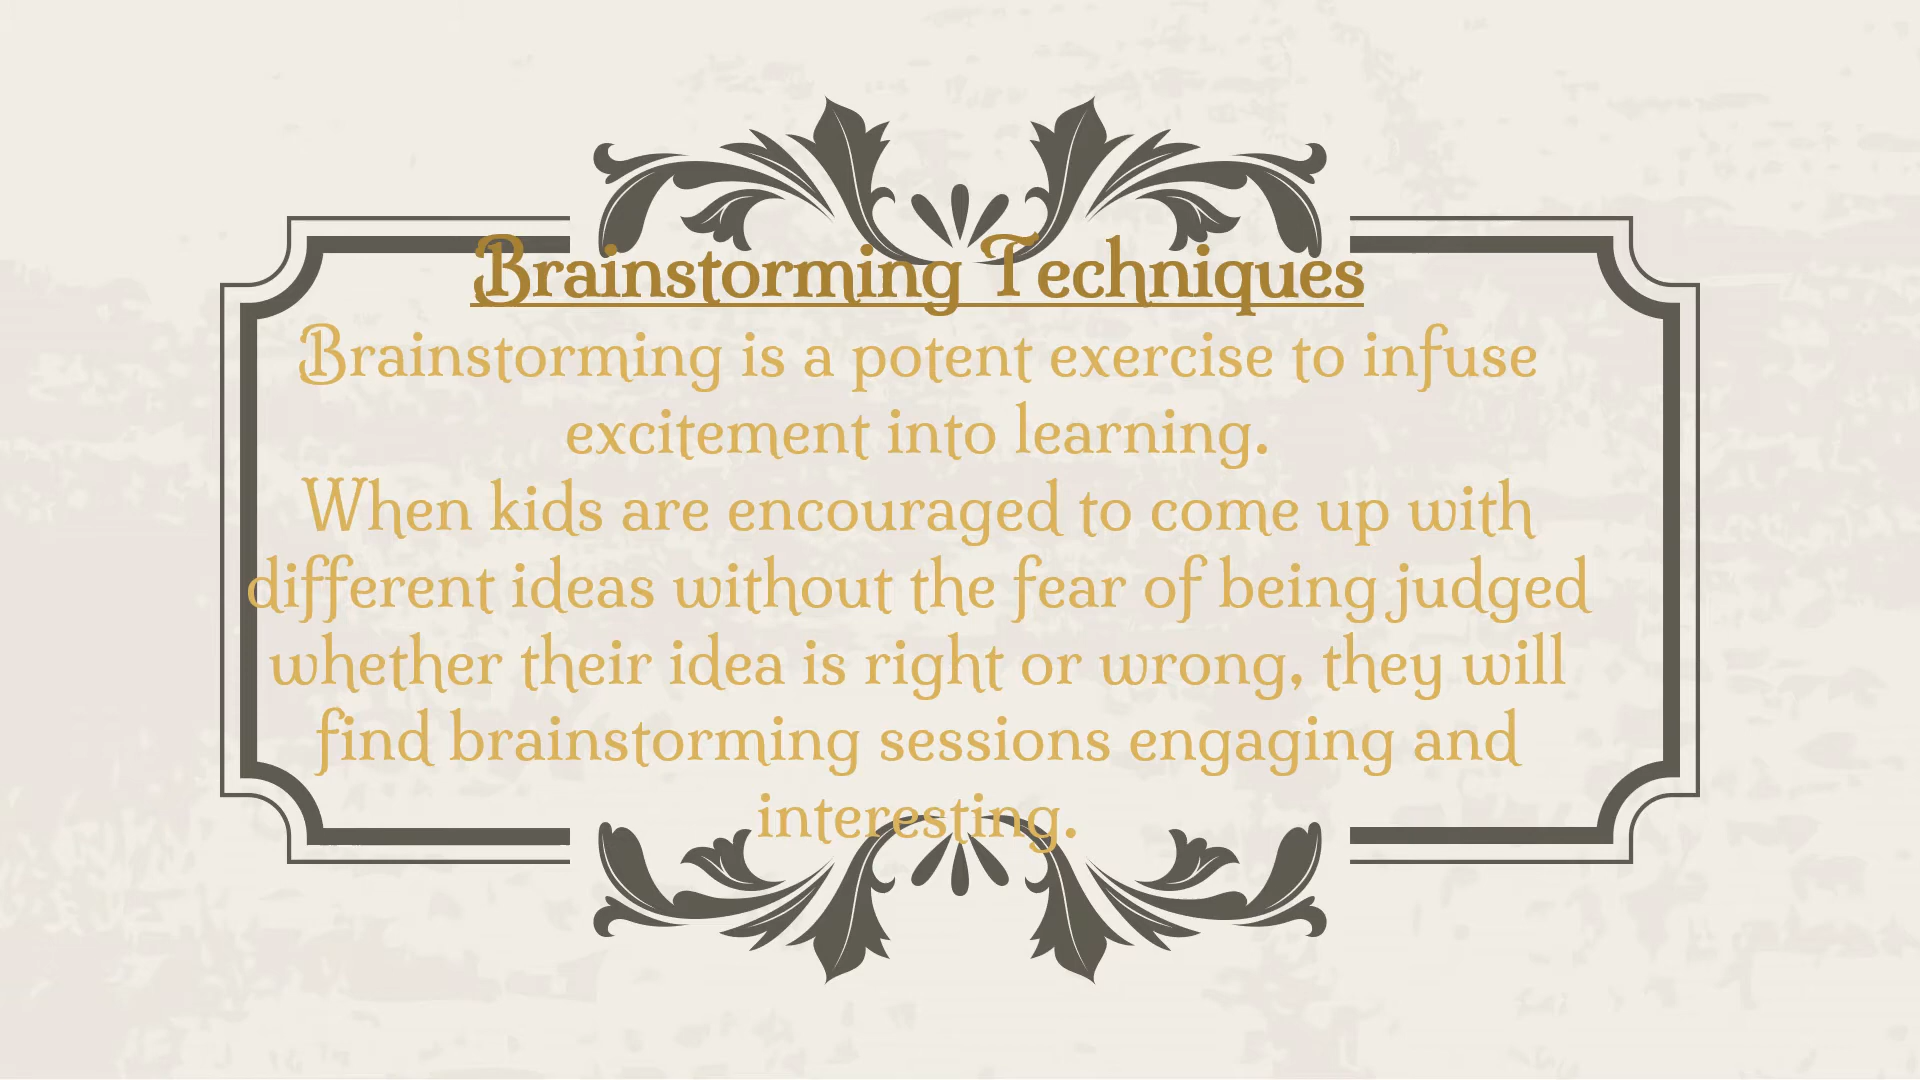 Brainstorming Techniques
Brainstorming is a potent exercise to infuse
excitement into learning.
When kids are encouraged to come up with
different ideas without the fear of being judged
whether their idea is right or wrong, they will
find brainstorming sessions engaging and
interesting.